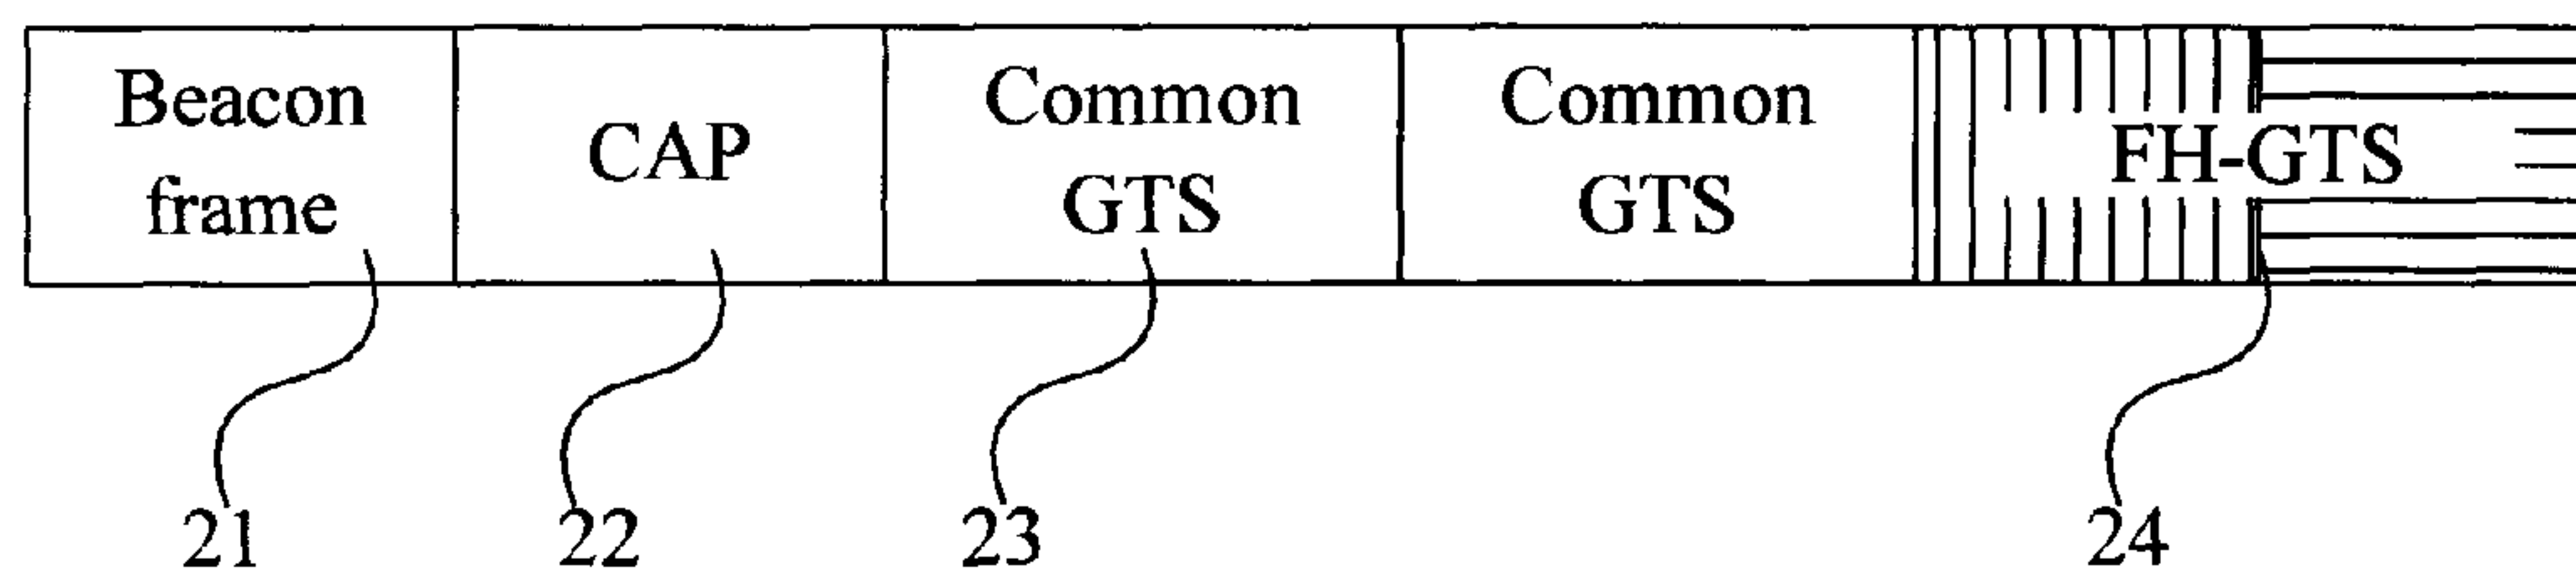 Beacon
frame
CAP
Common
GTS
Common
GTS
FH-GTS
21
22
23
24